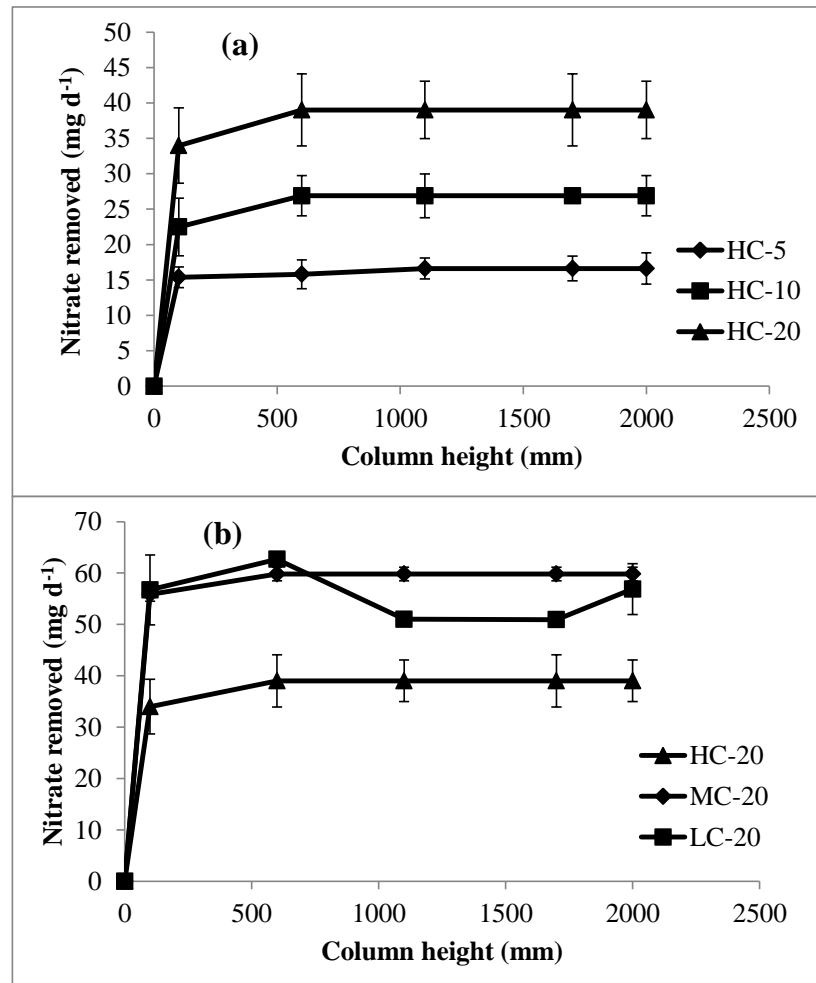 (a)
Nitrate removed (mg d-1)
50
45
40
35
30
25
20
15
10
5
0
0 500 1000 1500 2000 2500
Column height (mm)
HC-5
HC-10
HC-20
(b)
Nitrate removed (mg d-1)
70
60
50
40
30
20
10
0
0 500 1000 1500 2000 2500
Column height (mm)
HC-20
MC-20
LC-20